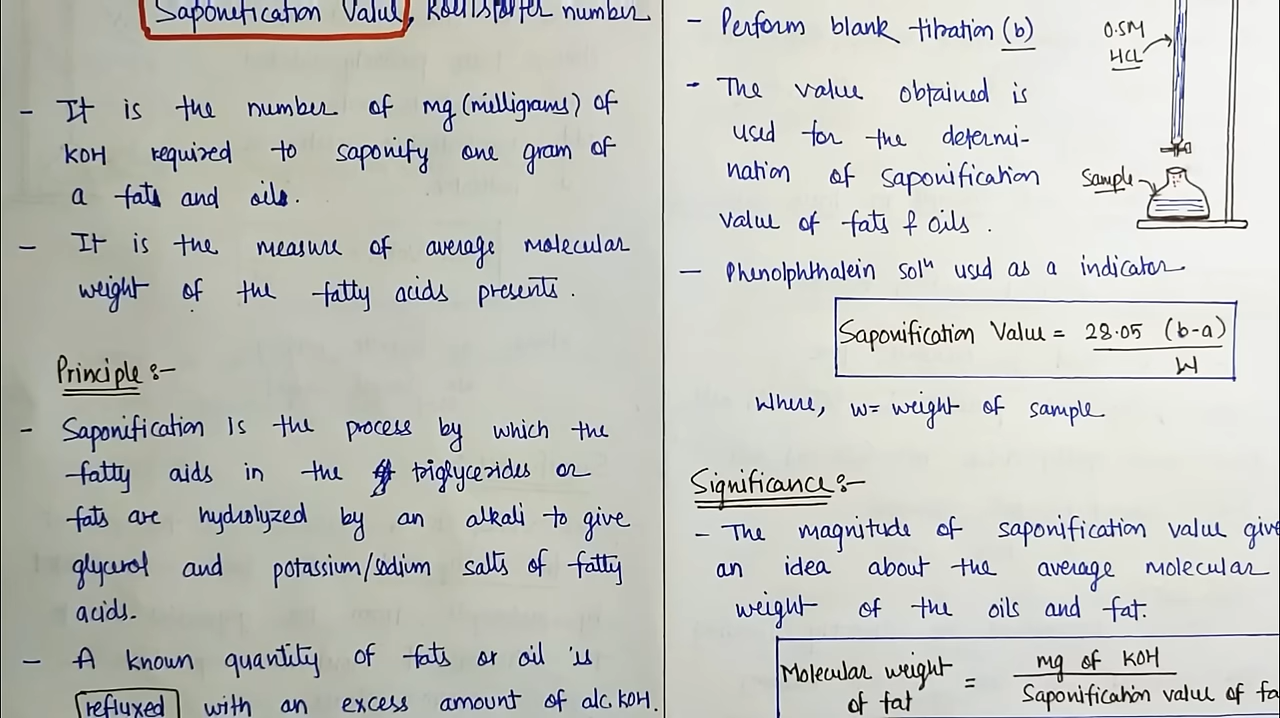 Saponification Value, Koettstorfer number
- It is the number of mg (milligrams) of
KOH required to saponify one gram of
a fats and oils.
- It is the measure of average molecular
weight of the fatty acids presents.
Principle :-
- Saponification is the process by which the
fatty aids in the triglycerides or
fats are hydrolyzed by an alkali to give
glycerol and potassium/sodium salts of fatty
acids.
- A known quantity of fats or oil is
refluxed with an excess amount of alc. KOH.
- Perform blank titration (b)
- The value obtained is
used for the determi-
nation of saponification
value of fats & oils.
- Phenolphthalein solⁿ used as a indicator
0.5M
HCL
Sample
Saponification Value = 28.05 (b-a)
W
Where, w = weight of sample
Significance :-
- The magnitude of saponification value give
an idea about the average molecular
weight of the oils and fat.
Molecular weight
of fat = mg of KOH
Saponification value of fa